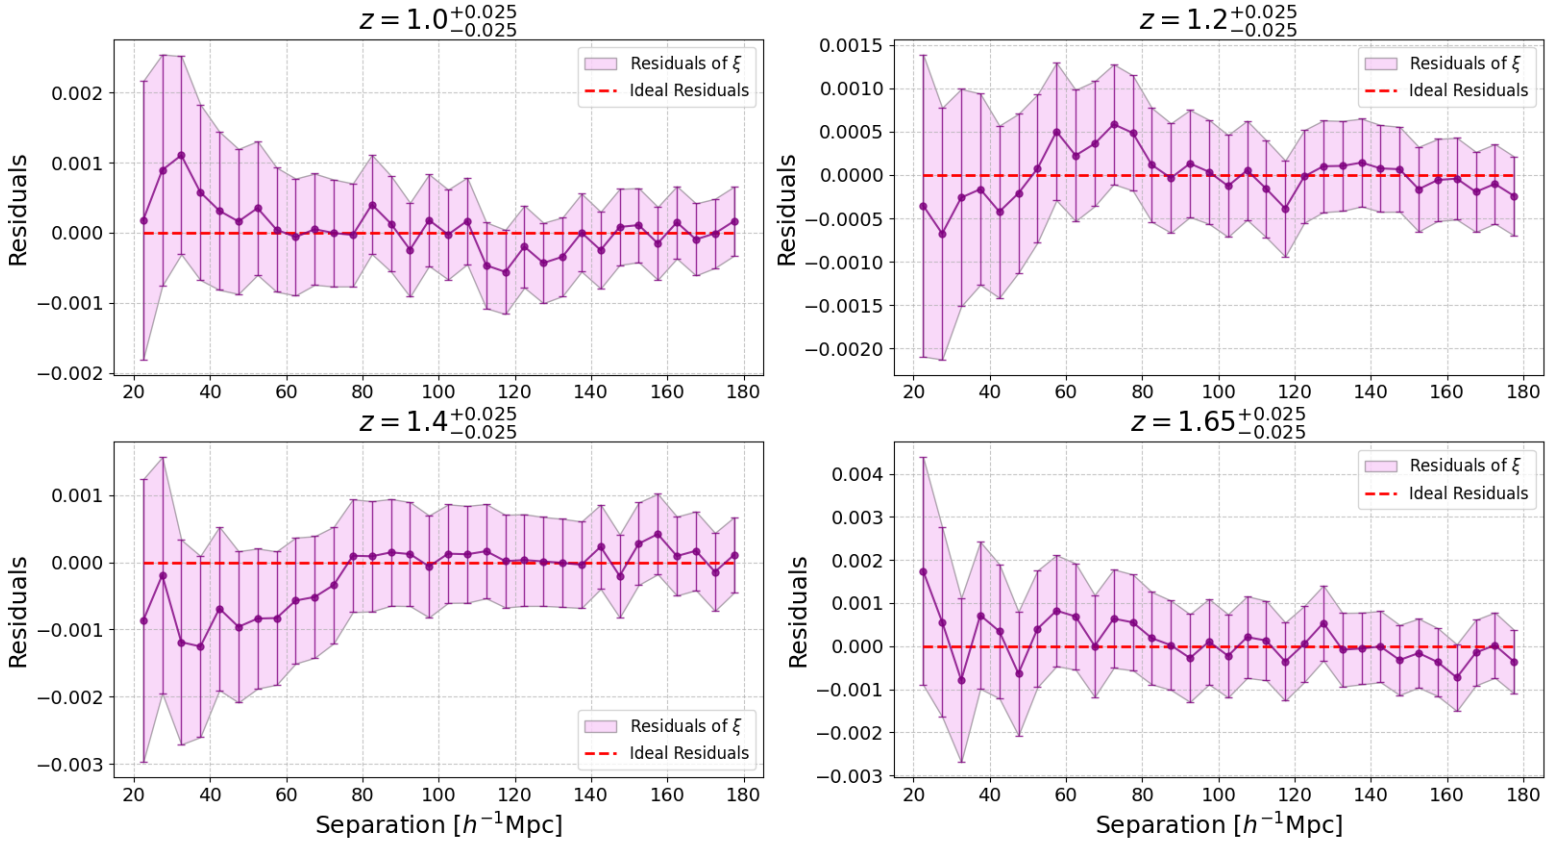 z = 1.0^{+0.025}_{-0.025}
Residuals
0.002
0.001
0.000
−0.001
−0.002
20 40 60 80 100 120 140 160 180
Residuals of ξ
Ideal Residuals
z = 1.2^{+0.025}_{-0.025}
Residuals
0.0015
0.0010
0.0005
0.0000
−0.0005
−0.0010
−0.0015
−0.0020
20 40 60 80 100 120 140 160 180
Residuals of ξ
Ideal Residuals
z = 1.4^{+0.025}_{-0.025}
Residuals
0.001
0.000
−0.001
−0.002
−0.003
20 40 60 80 100 120 140 160 180
Separation [h⁻¹Mpc]
Residuals of ξ
Ideal Residuals
z = 1.65^{+0.025}_{-0.025}
Residuals
0.004
0.003
0.002
0.001
0.000
−0.001
−0.002
−0.003
20 40 60 80 100 120 140 160 180
Separation [h⁻¹Mpc]
Residuals of ξ
Ideal Residuals